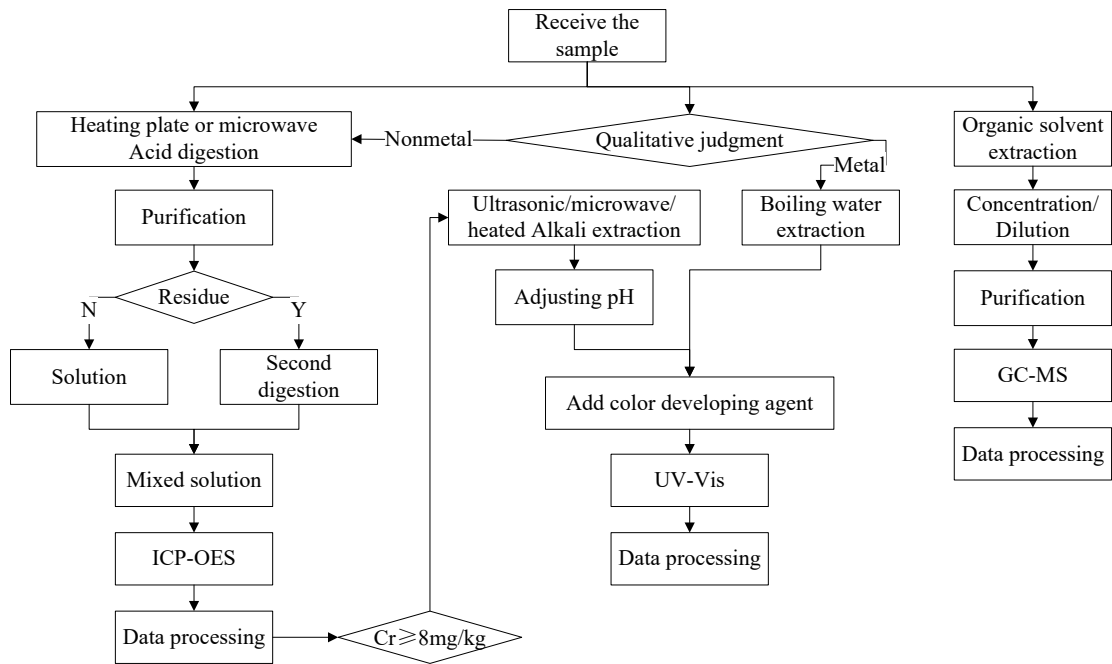 Receive the
sample
Heating plate or microwave
Acid digestion
Nonmetal
Qualitative judgment
Metal
Organic solvent
extraction
Purification
Ultrasonic/microwave/
heated Alkali extraction
Boiling water
extraction
Concentration/
Dilution
Residue
N
Y
Adjusting pH
Purification
Solution
Second
digestion
Add color developing agent
GC-MS
Mixed solution
UV-Vis
Data processing
ICP-OES
Data processing
Data processing
Cr⩾8mg/kg